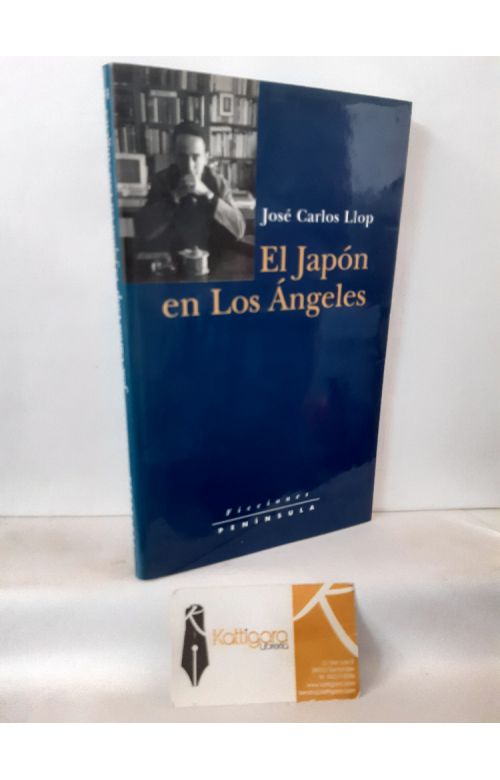 José Carlos Llop
El Japón
en Los Ángeles
Ficciones
PENÍNSULA
Kattigara
Librería